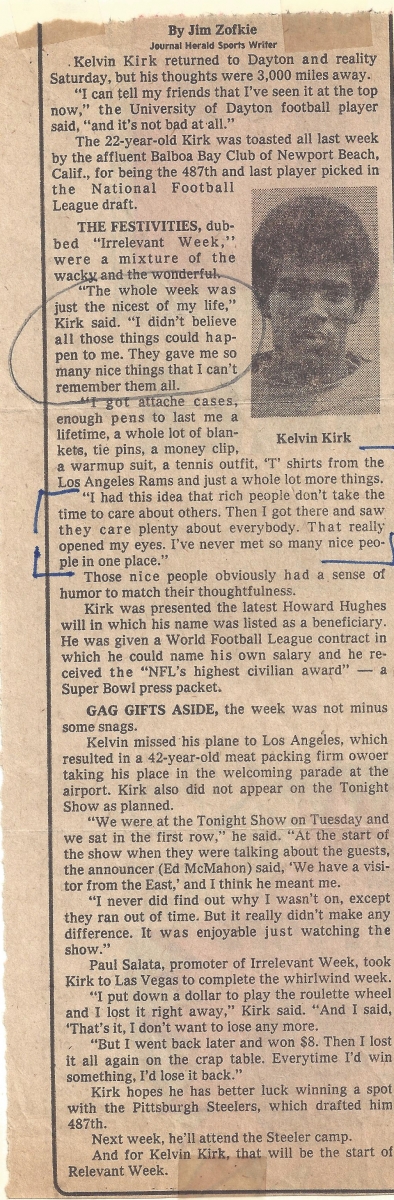 By Jim Zofkie
Journal Herald Sports Writer
Kelvin Kirk returned to Dayton and reality
Saturday, but his thoughts were 3,000 miles away.
"I can tell my friends that I've seen it at the top
now," the University of Dayton football player
said, "and it's not bad at all."
The 22-year-old Kirk was toasted all last week
by the affluent Balboa Bay Club of Newport Beach,
Calif., for being the 487th and last player picked in
the National Football
League draft.
THE FESTIVITIES, dub-
bed "Irrelevant Week,"
were a mixture of the
wacky and the wonderful.
"The whole week was
just the nicest of my life,"
Kirk said. "I didn't believe
all those things could hap-
pen to me. They gave me so
many nice things that I can't
remember them all.
"I got attache cases,
enough pens to last me a
lifetime, a whole lot of blan-
kets, tie pins, a money clip,
Kelvin Kirk
a warmup suit, a tennis outfit, 'T' shirts from the
Los Angeles Rams and just a whole lot more things.
"I had this idea that rich people don't take the
time to care about others. Then I got there and saw
they care plenty about everybody. That really
opened my eyes. I've never met so many nice peo-
ple in one place."
Those nice people obviously had a sense of
humor to match their thoughtfulness.
Kirk was presented the latest Howard Hughes
will in which his name was listed as a beneficiary.
He was given a World Football League contract in
which he could name his own salary and he re-
ceived the "NFL's highest civilian award" — a
Super Bowl press packet.
GAG GIFTS ASIDE, the week was not minus
some snags.
Kelvin missed his plane to Los Angeles, which
resulted in a 42-year-old meat packing firm owoer
taking his place in the welcoming parade at the
airport. Kirk also did not appear on the Tonight
Show as planned.
"We were at the Tonight Show on Tuesday and
we sat in the first row," he said. "At the start of
the show when they were talking about the guests,
the announcer (Ed McMahon) said, 'We have a visi-
tor from the East,' and I think he meant me.
"I never did find out why I wasn't on, except
they ran out of time. But it really didn't make any
difference. It was enjoyable just watching the
show."
Paul Salata, promoter of Irrelevant Week, took
Kirk to Las Vegas to complete the whirlwind week.
"I put down a dollar to play the roulette wheel
and I lost it right away," Kirk said. "And I said,
'That's it, I don't want to lose any more.
"But I went back later and won $8. Then I lost
it all again on the crap table. Everytime I'd win
something, I'd lose it back."
Kirk hopes he has better luck winning a spot
with the Pittsburgh Steelers, which drafted him
487th.
Next week, he'll attend the Steeler camp.
And for Kelvin Kirk, that will be the start of
Relevant Week.